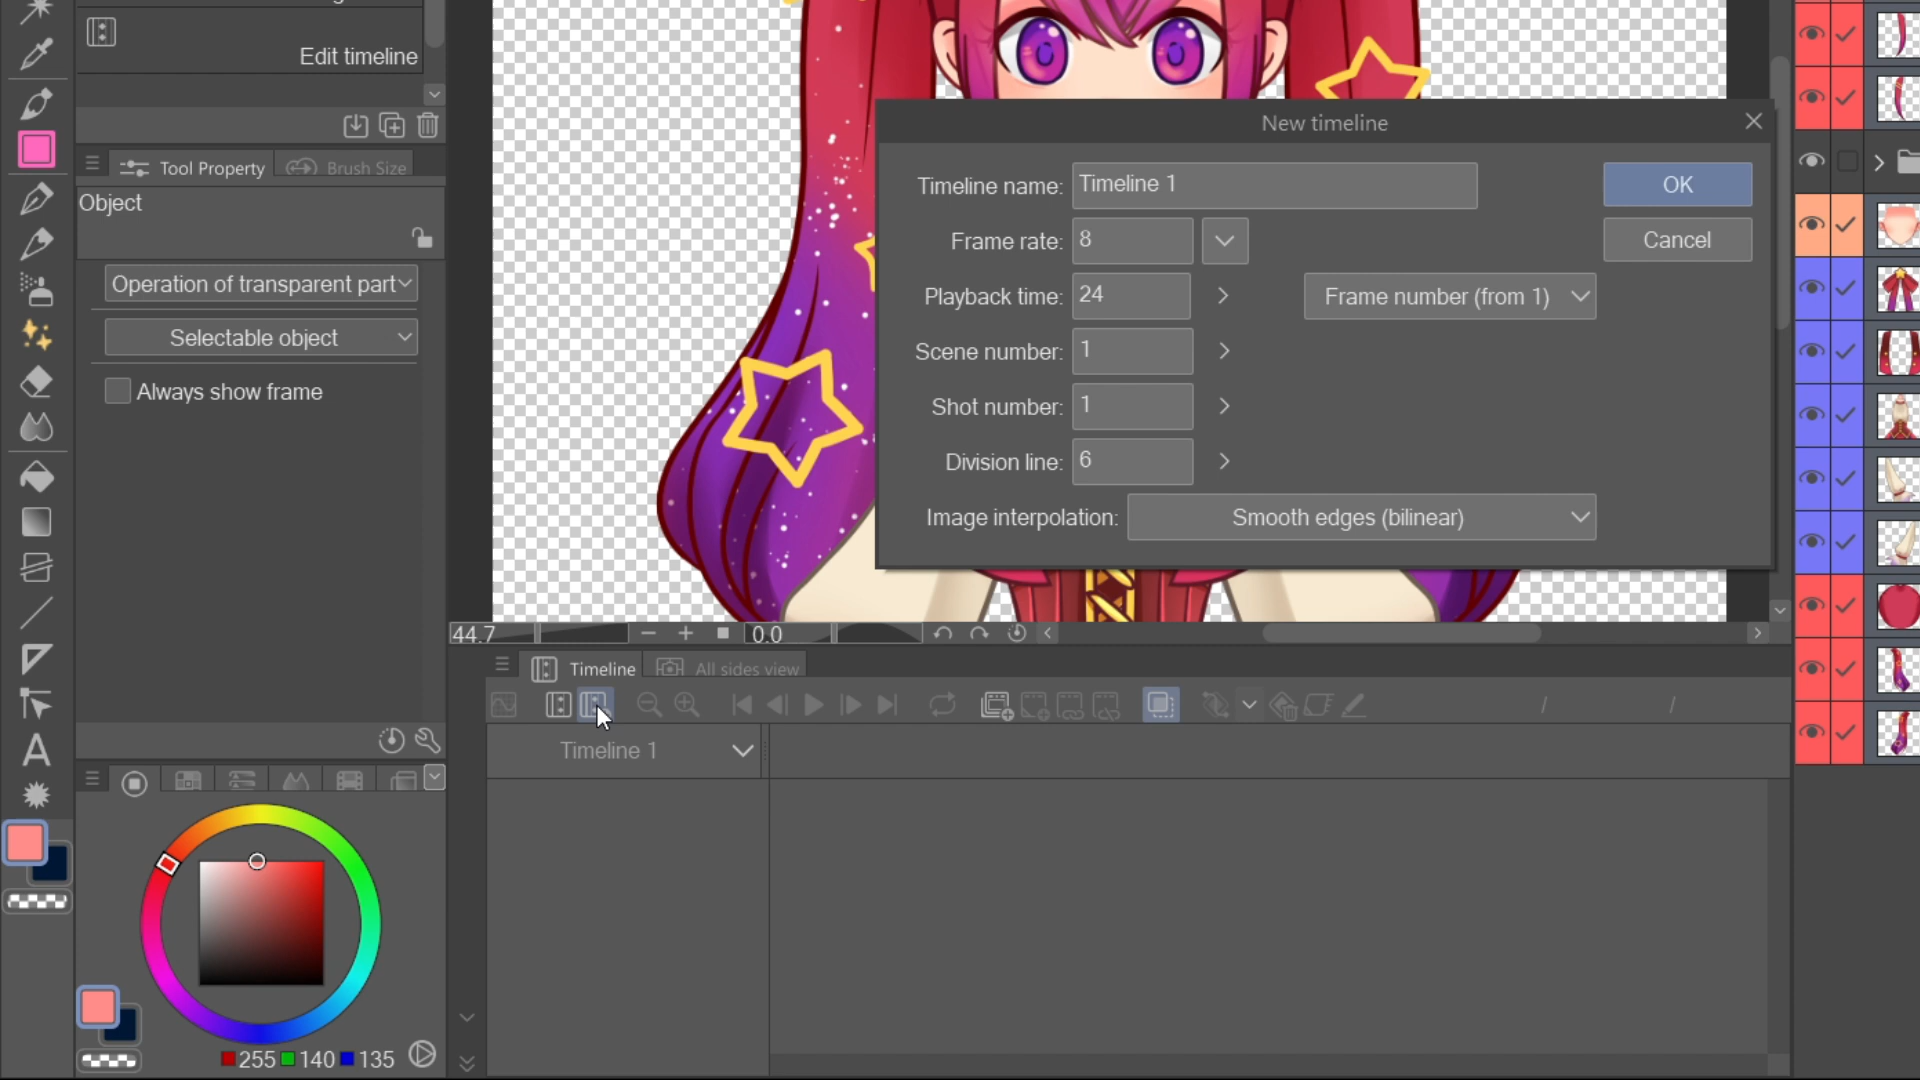 Edit timeline
Tool Property
Brush Size
Object
Operation of transparent part
Selectable object
Always show frame
New timeline
Timeline name:
Timeline 1
OK
Frame rate:
8
Cancel
Playback time:
24
Frame number (from 1)
Scene number:
1
Shot number:
1
Division line:
6
Image interpolation:
Smooth edges (bilinear)
44.7
0.0
Timeline
All sides view
/
/
Timeline 1
255
140
135
A